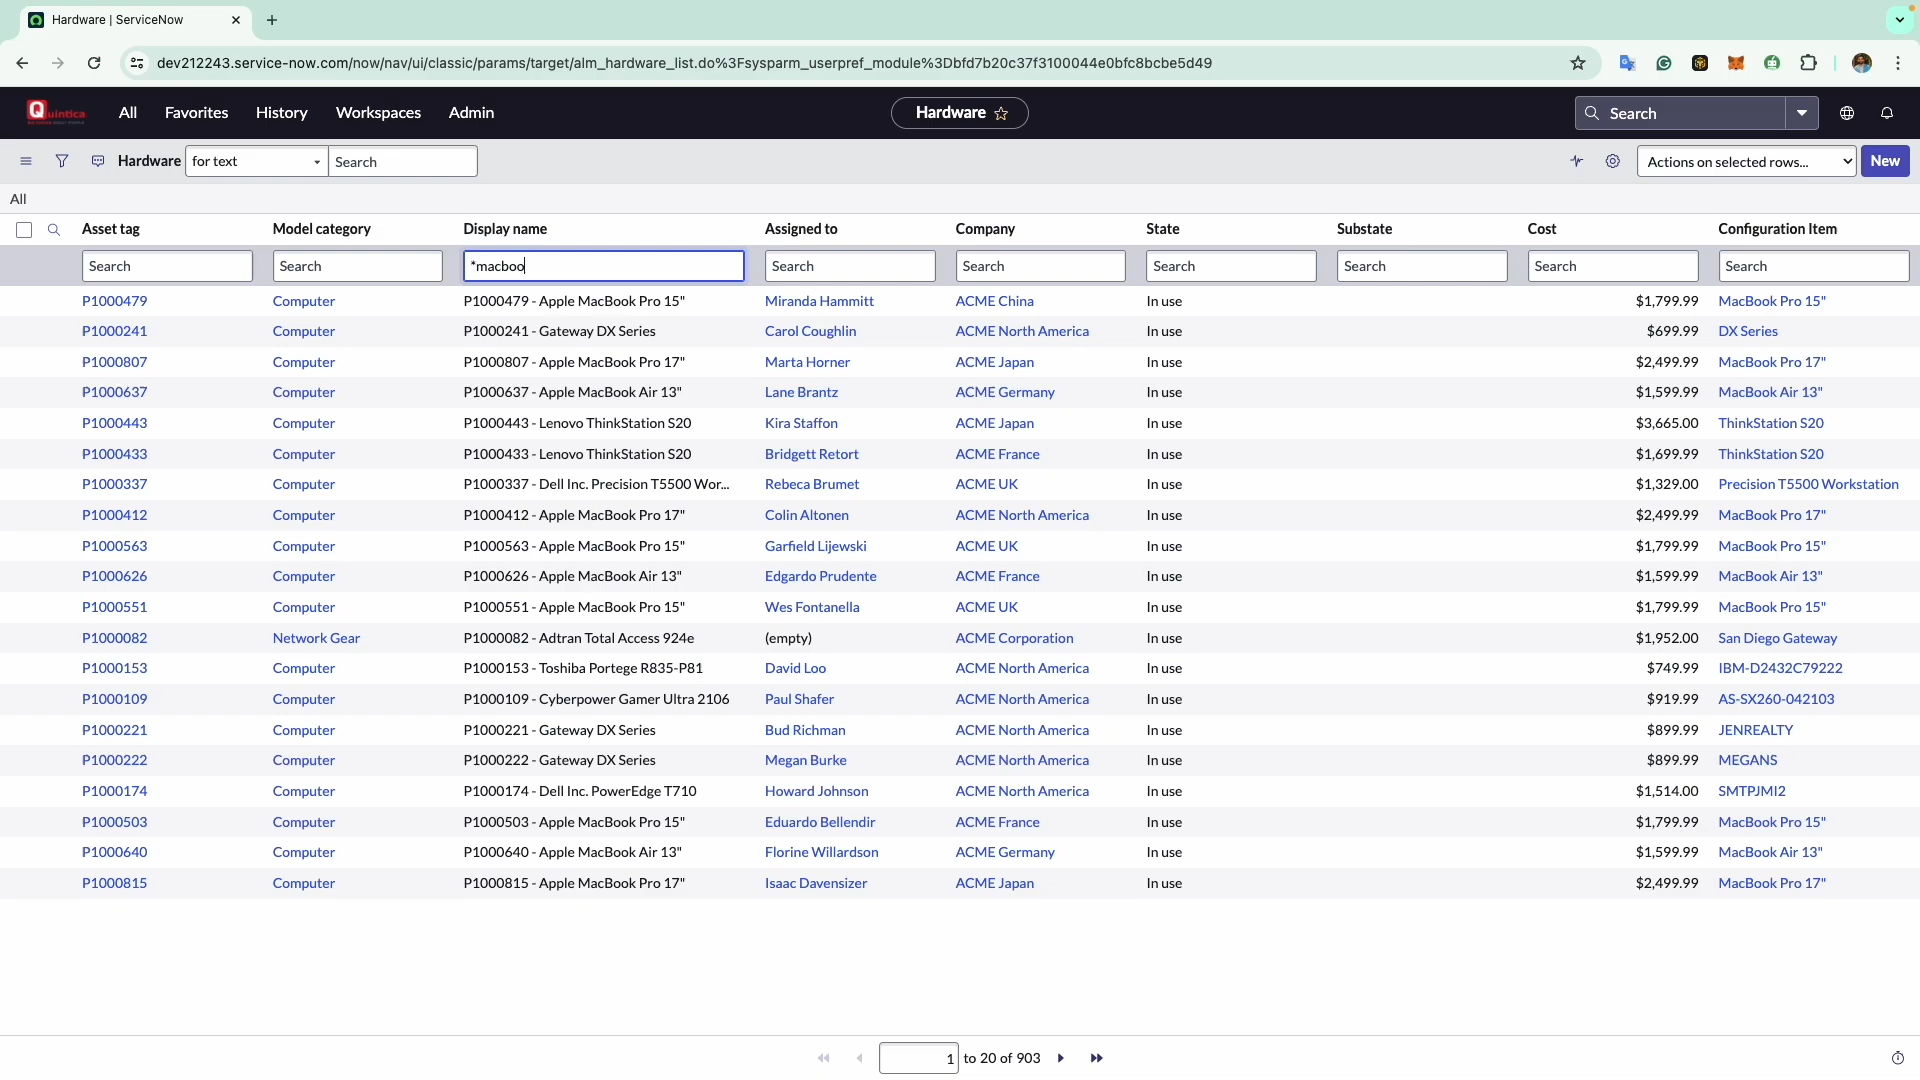 Hardware | ServiceNow
dev212243.service-now.com/now/nav/ui/classic/params/target/alm_hardware_list.do%3Fsysparm_userpref_module%3Dbfd7b20c37f3100044e0bfc8bcbe5d49
Quintica All Favorites History Workspaces Admin Hardware Search
Hardware for text Search Actions on selected rows... New
All
Asset tag Model category Display name Assigned to Company State Substate Cost Configuration Item
Search Search *macboo Search Search Search Search Search Search
P1000479 Computer P1000479 - Apple MacBook Pro 15" Miranda Hammitt ACME China In use $1,799.99 MacBook Pro 15"
P1000241 Computer P1000241 - Gateway DX Series Carol Coughlin ACME North America In use $699.99 DX Series
P1000807 Computer P1000807 - Apple MacBook Pro 17" Marta Horner ACME Japan In use $2,499.99 MacBook Pro 17"
P1000637 Computer P1000637 - Apple MacBook Air 13" Lane Brantz ACME Germany In use $1,599.99 MacBook Air 13"
P1000443 Computer P1000443 - Lenovo ThinkStation S20 Kira Staffon ACME Japan In use $3,665.00 ThinkStation S20
P1000433 Computer P1000433 - Lenovo ThinkStation S20 Bridgett Retort ACME France In use $1,699.99 ThinkStation S20
P1000337 Computer P1000337 - Dell Inc. Precision T5500 Wor... Rebeca Brumet ACME UK In use $1,329.00 Precision T5500 Workstation
P1000412 Computer P1000412 - Apple MacBook Pro 17" Colin Altonen ACME North America In use $2,499.99 MacBook Pro 17"
P1000563 Computer P1000563 - Apple MacBook Pro 15" Garfield Lijewski ACME UK In use $1,799.99 MacBook Pro 15"
P1000626 Computer P1000626 - Apple MacBook Air 13" Edgardo Prudente ACME France In use $1,599.99 MacBook Air 13"
P1000551 Computer P1000551 - Apple MacBook Pro 15" Wes Fontanella ACME UK In use $1,799.99 MacBook Pro 15"
P1000082 Network Gear P1000082 - Adtran Total Access 924e (empty) ACME Corporation In use $1,952.00 San Diego Gateway
P1000153 Computer P1000153 - Toshiba Portege R835-P81 David Loo ACME North America In use $749.99 IBM-D2432C79222
P1000109 Computer P1000109 - Cyberpower Gamer Ultra 2106 Paul Shafer ACME North America In use $919.99 AS-SX260-042103
P1000221 Computer P1000221 - Gateway DX Series Bud Richman ACME North America In use $899.99 JENREALTY
P1000222 Computer P1000222 - Gateway DX Series Megan Burke ACME North America In use $899.99 MEGANS
P1000174 Computer P1000174 - Dell Inc. PowerEdge T710 Howard Johnson ACME North America In use $1,514.00 SMTPJMI2
P1000503 Computer P1000503 - Apple MacBook Pro 15" Eduardo Bellendir ACME France In use $1,799.99 MacBook Pro 15"
P1000640 Computer P1000640 - Apple MacBook Air 13" Florine Willardson ACME Germany In use $1,599.99 MacBook Air 13"
P1000815 Computer P1000815 - Apple MacBook Pro 17" Isaac Davensizer ACME Japan In use $2,499.99 MacBook Pro 17"
1 to 20 of 903